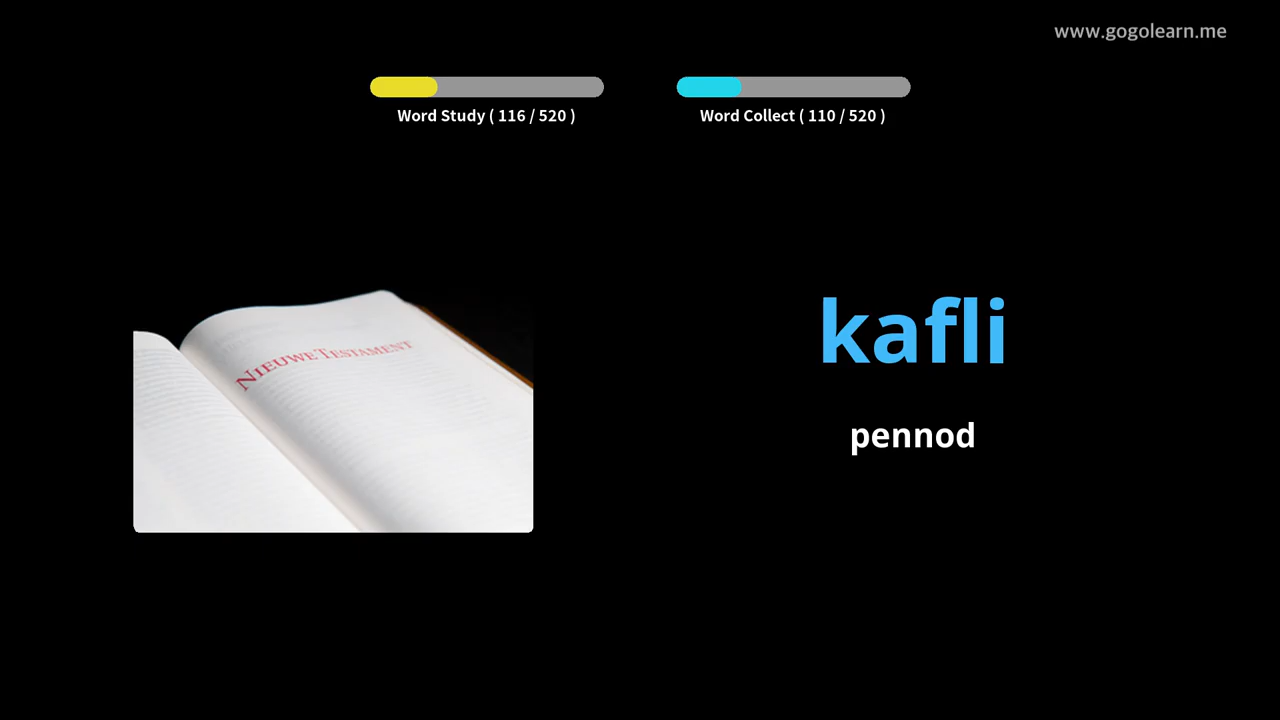 www.gogolearn.me
Word Study ( 116 / 520 )
Word Collect ( 110 / 520 )
NIEUWE TESTAMENT
kafli
pennod